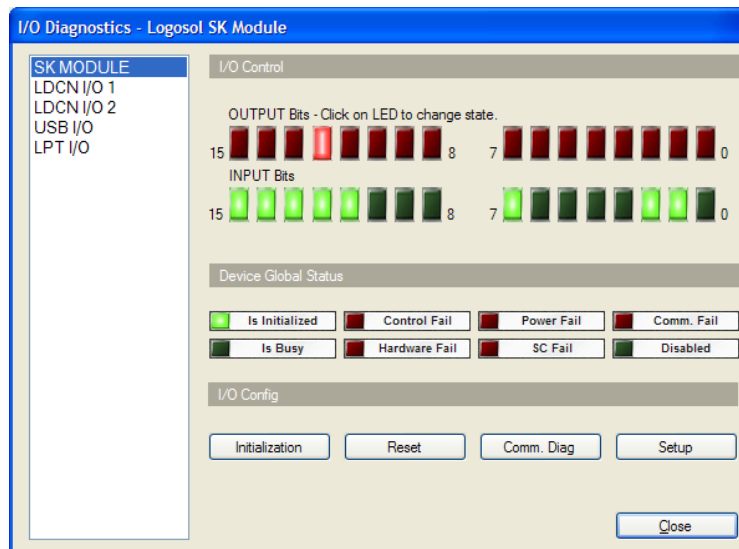 I/O Diagnostics - Logosol SK Module
SK MODULE
LDCN I/O 1
LDCN I/O 2
USB I/O
LPT I/O
I/O Control
OUTPUT Bits - Click on LED to change state.
15 8 7 0
INPUT Bits
15 8 7 0
Device Global Status
Is Initialized Control Fail Power Fail Comm. Fail
Is Busy Hardware Fail SC Fail Disabled
I/O Config
Initialization Reset Comm. Diag Setup
Close